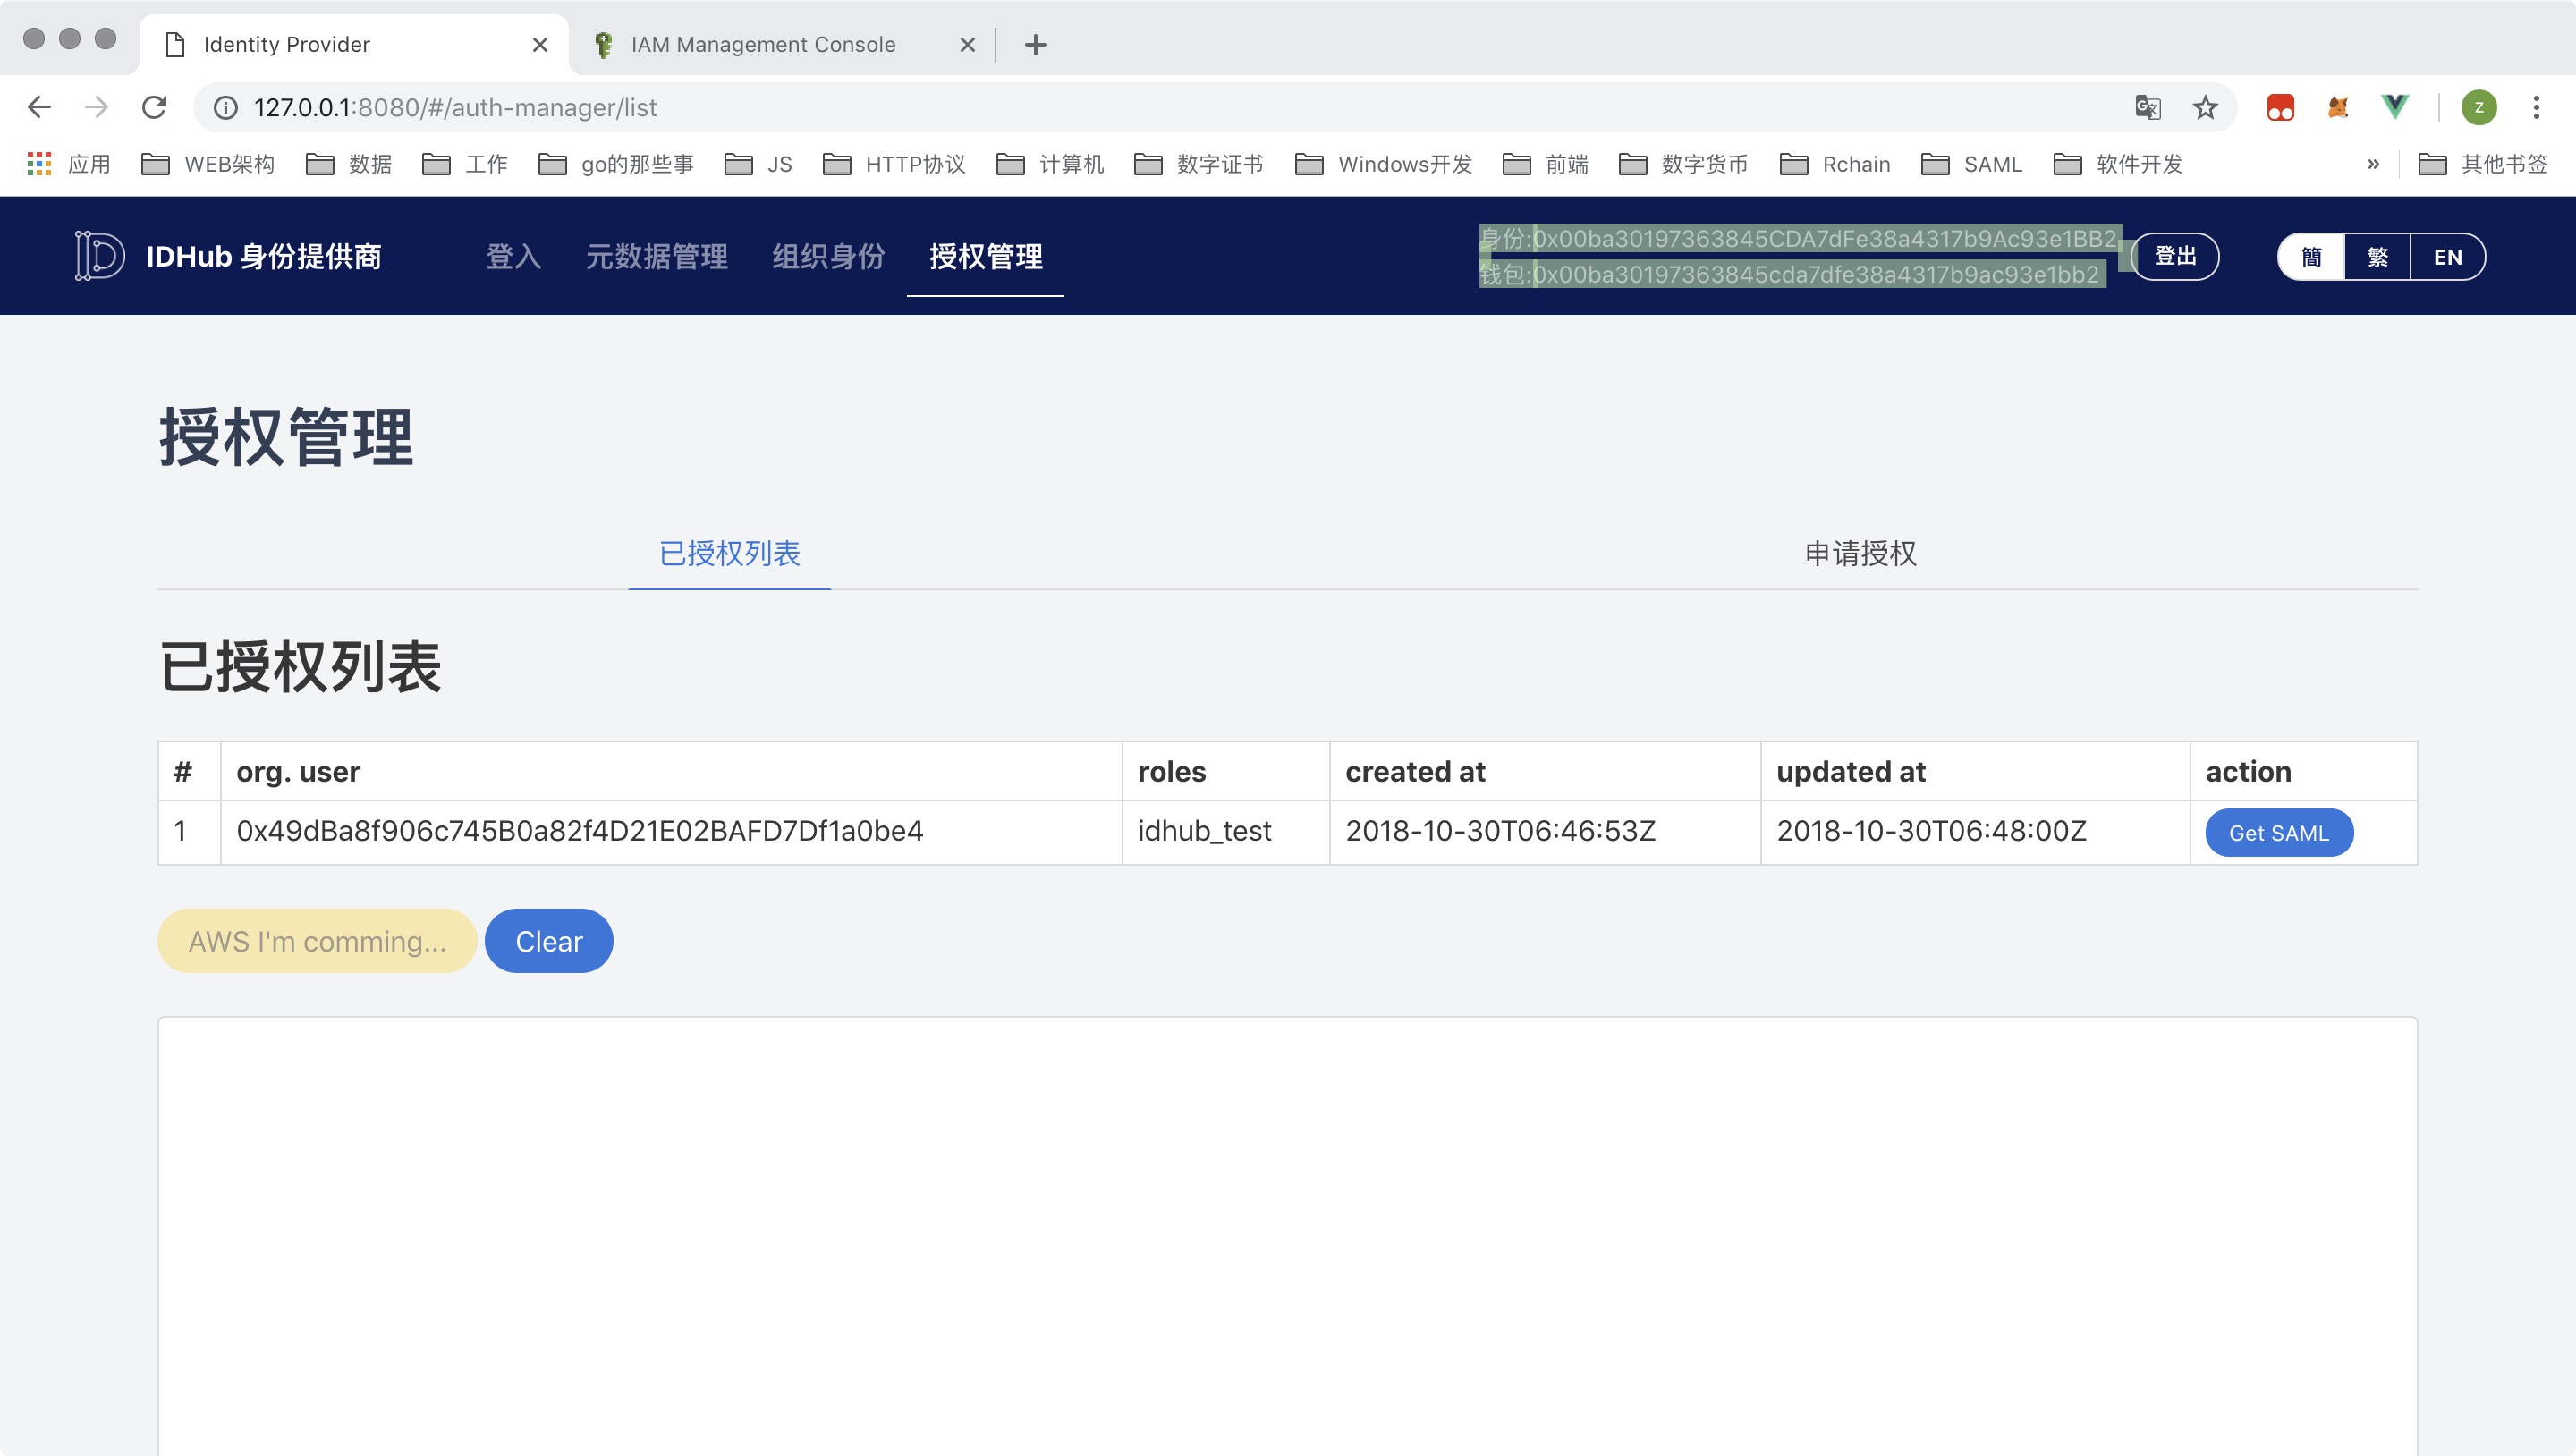 Identity Provider
IAM Management Console
127.0.0.1:8080/#/auth-manager/list
Z
应用
WEB架构
数据
工作
go的那些事
JS
HTTP协议
计算机
数字证书
Windows开发
前端
数字货币
Rchain
SAML
软件开发
»
其他书签
IDHub 身份提供商
登入
元数据管理
组织身份
授权管理
身份:0x00ba30197363845CDA7dFe38a4317b9Ac93e1BB2
钱包:0x00ba30197363845cda7dfe38a4317b9ac93e1bb2
登出
簡
繁
EN
授权管理
已授权列表
申请授权
已授权列表
# org. user roles created at updated at action
1 0x49dBa8f906c745B0a82f4D21E02BAFD7Df1a0be4 idhub_test 2018-10-30T06:46:53Z 2018-10-30T06:48:00Z Get SAML
AWS I'm comming...
Clear